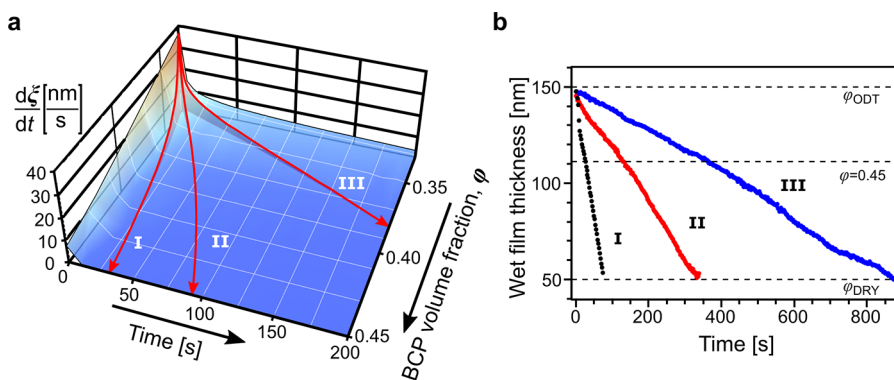 a
dξ/dt [nm/s]
40
30
20
10
0
0
50
100
150
200
Time [s]
0.35
0.40
0.45
BCP volume fraction, φ
I
II
III
b
Wet film thickness [nm]
150
100
50
0
200
400
600
800
Time [s]
φODT
φ=0.45
φDRY
I
II
III